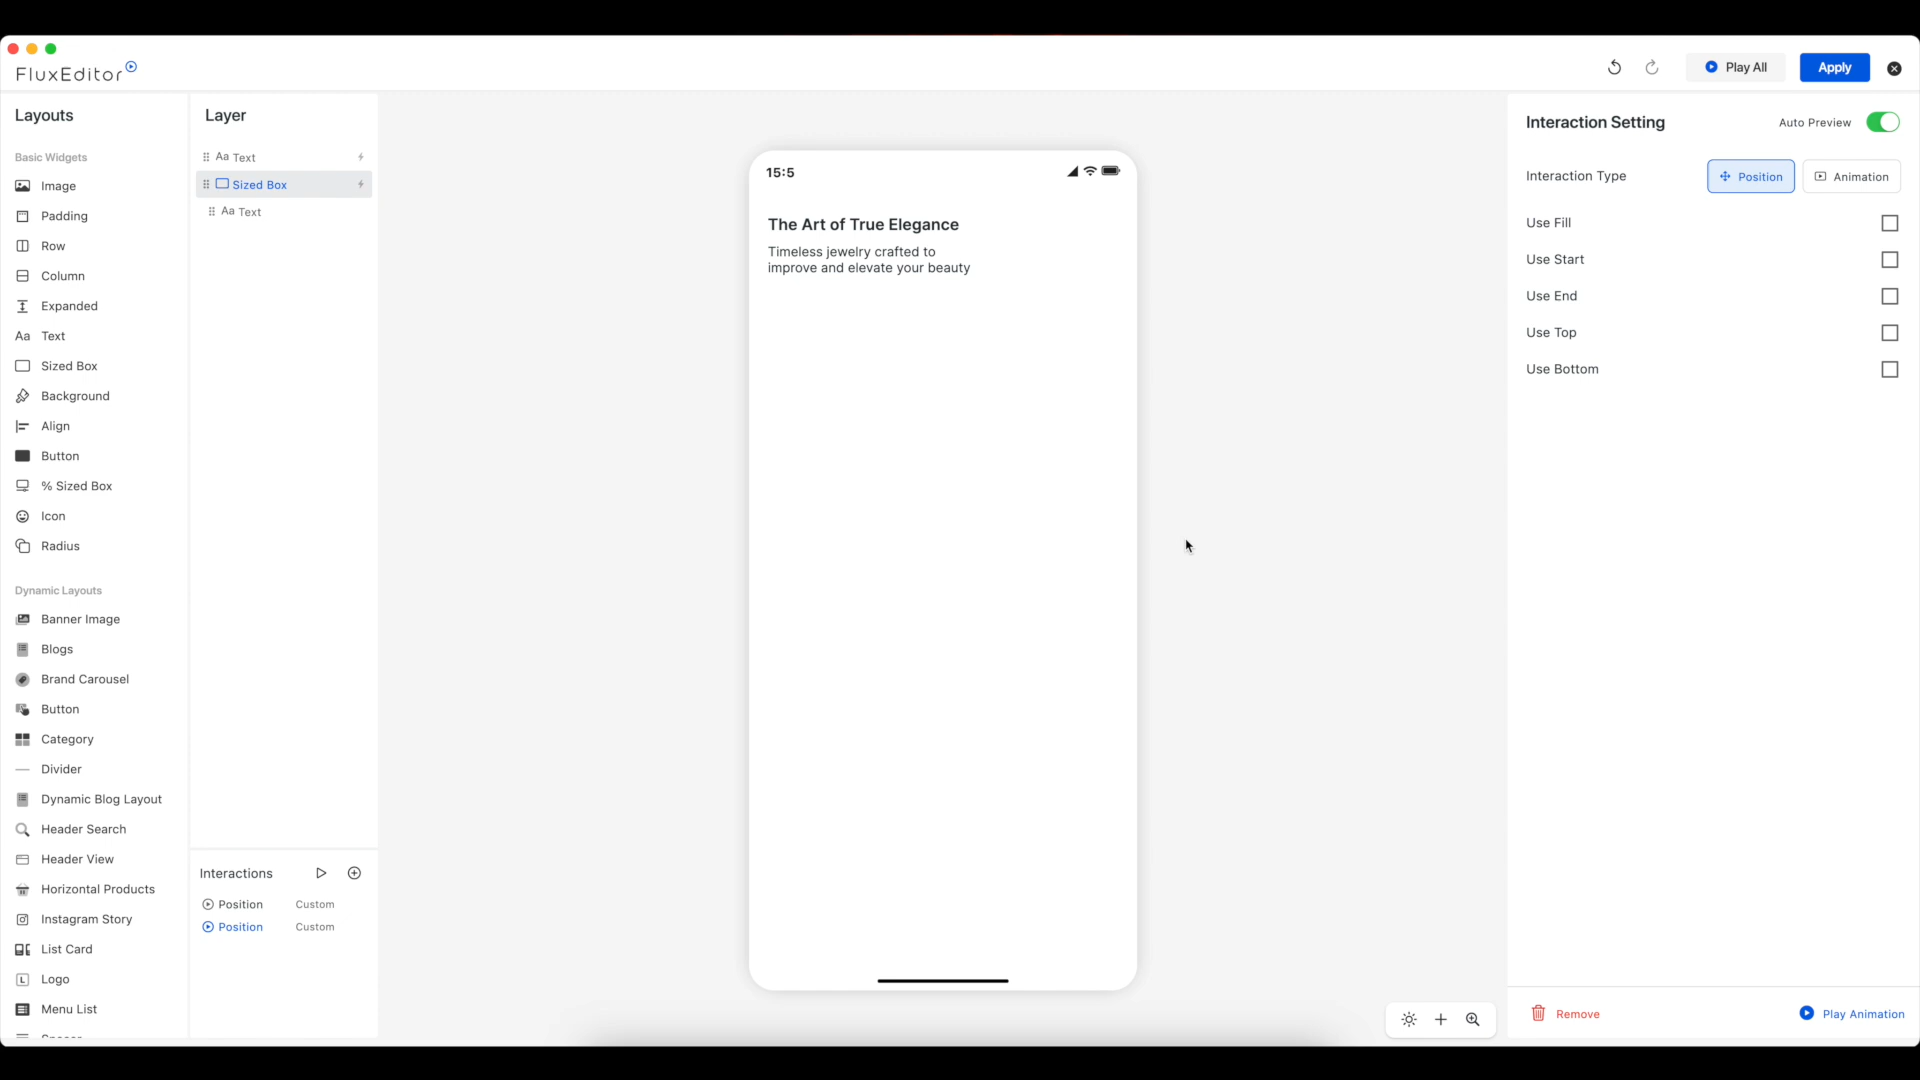 FluxEditor
Play All
Apply
Layouts
Basic Widgets
Image
Padding
Row
Column
Expanded
Aa Text
Sized Box
Background
Align
Button
% Sized Box
Icon
Radius
Dynamic Layouts
Banner Image
Blogs
Brand Carousel
Button
Category
Divider
Dynamic Blog Layout
Header Search
Header View
Horizontal Products
Instagram Story
List Card
L Logo
Menu List
Layer
Aa Text
Sized Box
Aa Text
Interactions
Position Custom
Position Custom
15:5
The Art of True Elegance
Timeless jewelry crafted to
improve and elevate your beauty
Interaction Setting Auto Preview
Interaction Type Position Animation
Use Fill
Use Start
Use End
Use Top
Use Bottom
Remove Play Animation